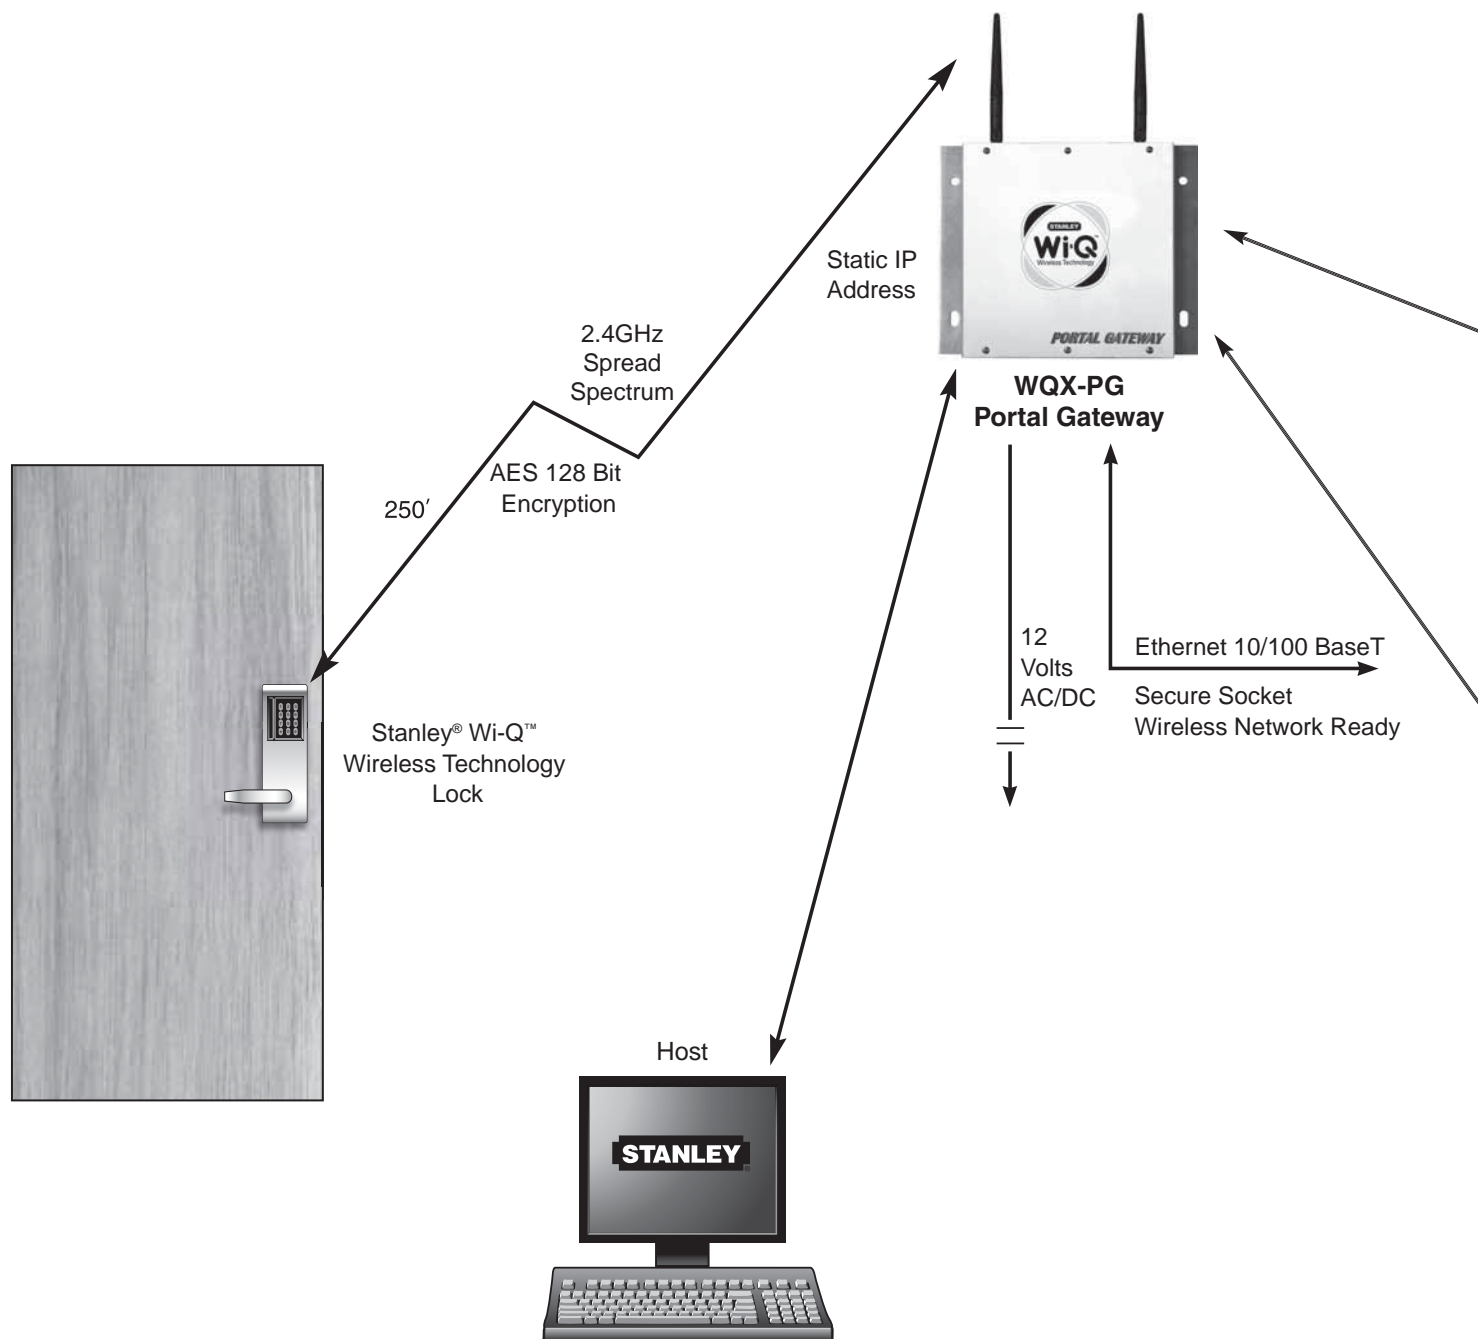 STANLEY
Wi-Q™
Wireless Technology
PORTAL GATEWAY
Static IP
Address
WQX-PG
Portal Gateway
2.4GHz
Spread
Spectrum
AES 128 Bit
Encryption
250′
12
Volts
AC/DC
Ethernet 10/100 BaseT
Secure Socket
Wireless Network Ready
Stanley® Wi-Q™
Wireless Technology
Lock
Host
STANLEY®